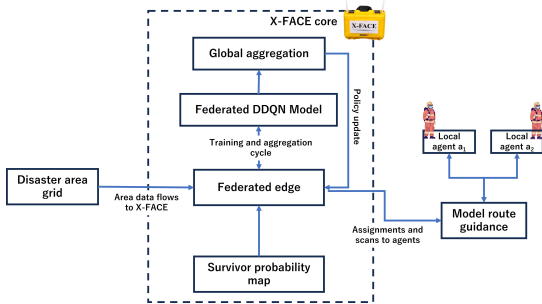 X-FACE core
X-FACE
Global aggregation
Federated DDQN Model
Policy update
Training and aggregation
cycle
Disaster area
grid
Area data flows
to X-FACE
Federated edge
Survivor probability
map
Assignments and
scans to agents
Local
agent a₁
Local
agent a₂
Model route
guidance